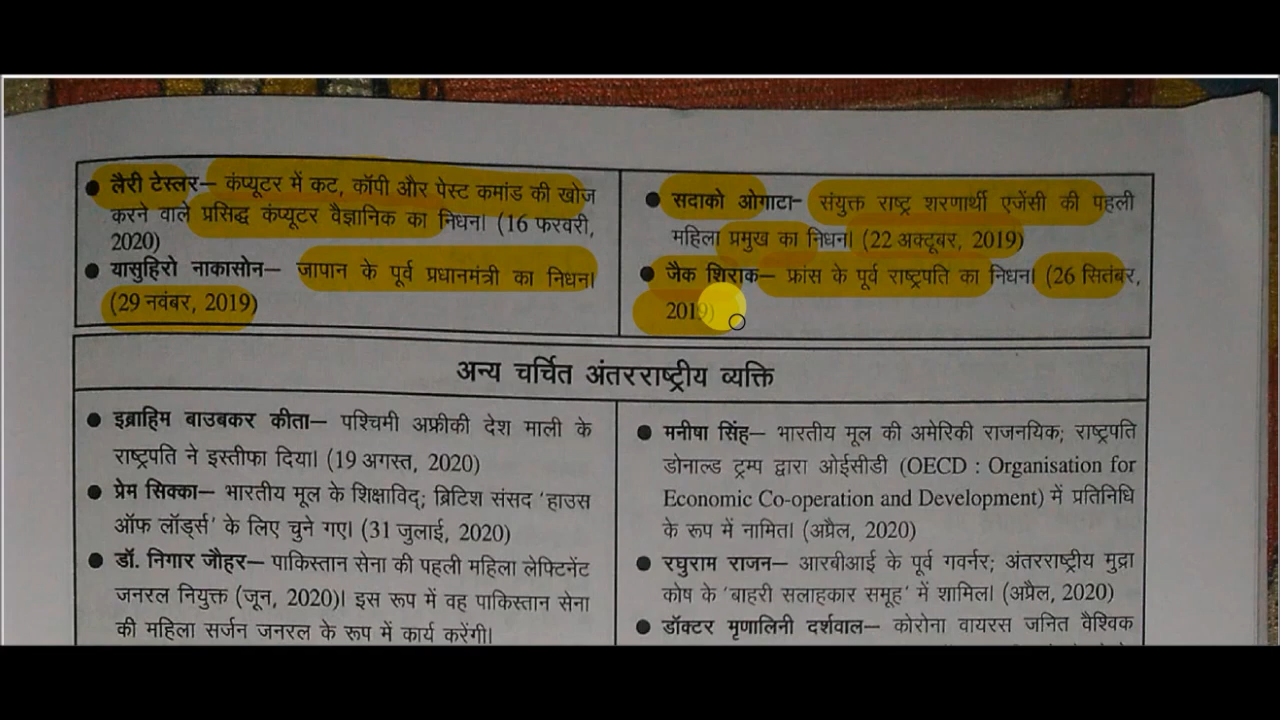 ● लैरी टेस्लर– कंप्यूटर में कट, कॉपी और पेस्ट कमांड की खोज
करने वाले प्रसिद्ध कंप्यूटर वैज्ञानिक का निधन। (16 फरवरी,
2020)
● यासुहिरो नाकासोन– जापान के पूर्व प्रधानमंत्री का निधन।
(29 नवंबर, 2019)
● सदाको ओगाटा– संयुक्त राष्ट्र शरणार्थी एजेंसी की पहली
महिला प्रमुख का निधन। (22 अक्टूबर, 2019)
● जैक शिराक– फ्रांस के पूर्व राष्ट्रपति का निधन। (26 सितंबर,
2019)
अन्य चर्चित अंतरराष्ट्रीय व्यक्ति
● इब्राहिम बाउबकर कीता– पश्चिमी अफ्रीकी देश माली के
राष्ट्रपति ने इस्तीफा दिया। (19 अगस्त, 2020)
● प्रेम सिक्का– भारतीय मूल के शिक्षाविद्; ब्रिटिश संसद 'हाउस
ऑफ लॉर्ड्स' के लिए चुने गए। (31 जुलाई, 2020)
● डॉ. निगार जौहर– पाकिस्तान सेना की पहली महिला लेफ्टिनेंट
जनरल नियुक्त (जून, 2020)। इस रूप में वह पाकिस्तान सेना
की महिला सर्जन जनरल के रूप में कार्य करेंगी।
● मनीषा सिंह– भारतीय मूल की अमेरिकी राजनयिक; राष्ट्रपति
डोनाल्ड ट्रम्प द्वारा ओईसीडी (OECD : Organisation for
Economic Co-operation and Development) में प्रतिनिधि
के रूप में नामित। (अप्रैल, 2020)
● रघुराम राजन– आरबीआई के पूर्व गवर्नर; अंतरराष्ट्रीय मुद्रा
कोष के 'बाहरी सलाहकार समूह' में शामिल। (अप्रैल, 2020)
● डॉक्टर मृणालिनी दर्शवाल– कोरोना वायरस जनित वैश्विक